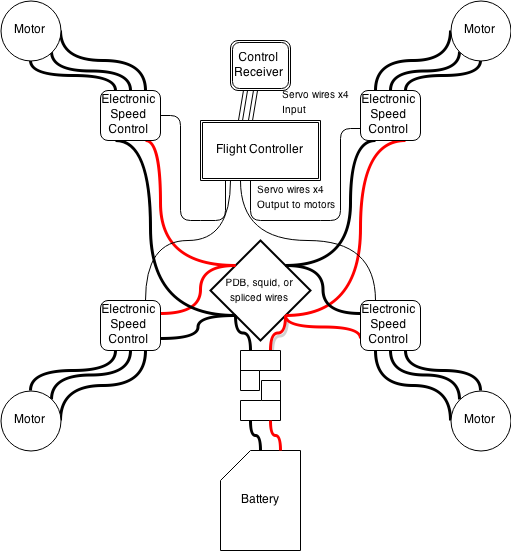 Motor
Motor
Control
Receiver
Servo wires x4
Input
Electronic
Speed
Control
Electronic
Speed
Control
Flight Controller
Servo wires x4
Output to motors
PDB, squid, or
spliced wires
Electronic
Speed
Control
Electronic
Speed
Control
Motor
Motor
Battery